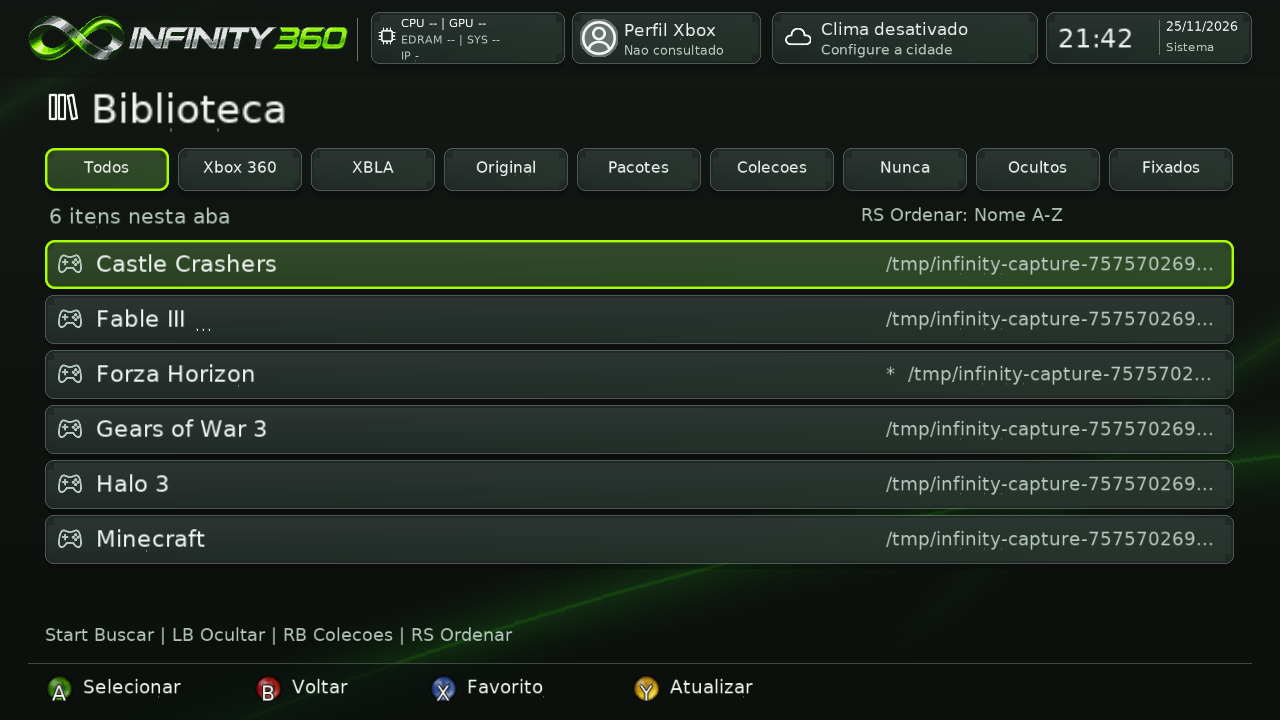 INFINITY 360
CPU -- | GPU --
EDRAM -- | SYS --
IP -
Perfil Xbox
Nao consultado
Clima desativado
Configure a cidade
21:42
25/11/2026
Sistema
Biblioteca
Todos
Xbox 360
XBLA
Original
Pacotes
Colecoes
Nunca
Ocultos
Fixados
6 itens nesta aba
RS Ordenar: Nome A-Z
Castle Crashers /tmp/infinity-capture-757570269...
Fable III ... /tmp/infinity-capture-757570269...
Forza Horizon * /tmp/infinity-capture-7575702...
Gears of War 3 /tmp/infinity-capture-757570269...
Halo 3 /tmp/infinity-capture-757570269...
Minecraft /tmp/infinity-capture-757570269...
Start Buscar | LB Ocultar | RB Colecoes | RS Ordenar
A Selecionar
B Voltar
X Favorito
Y Atualizar